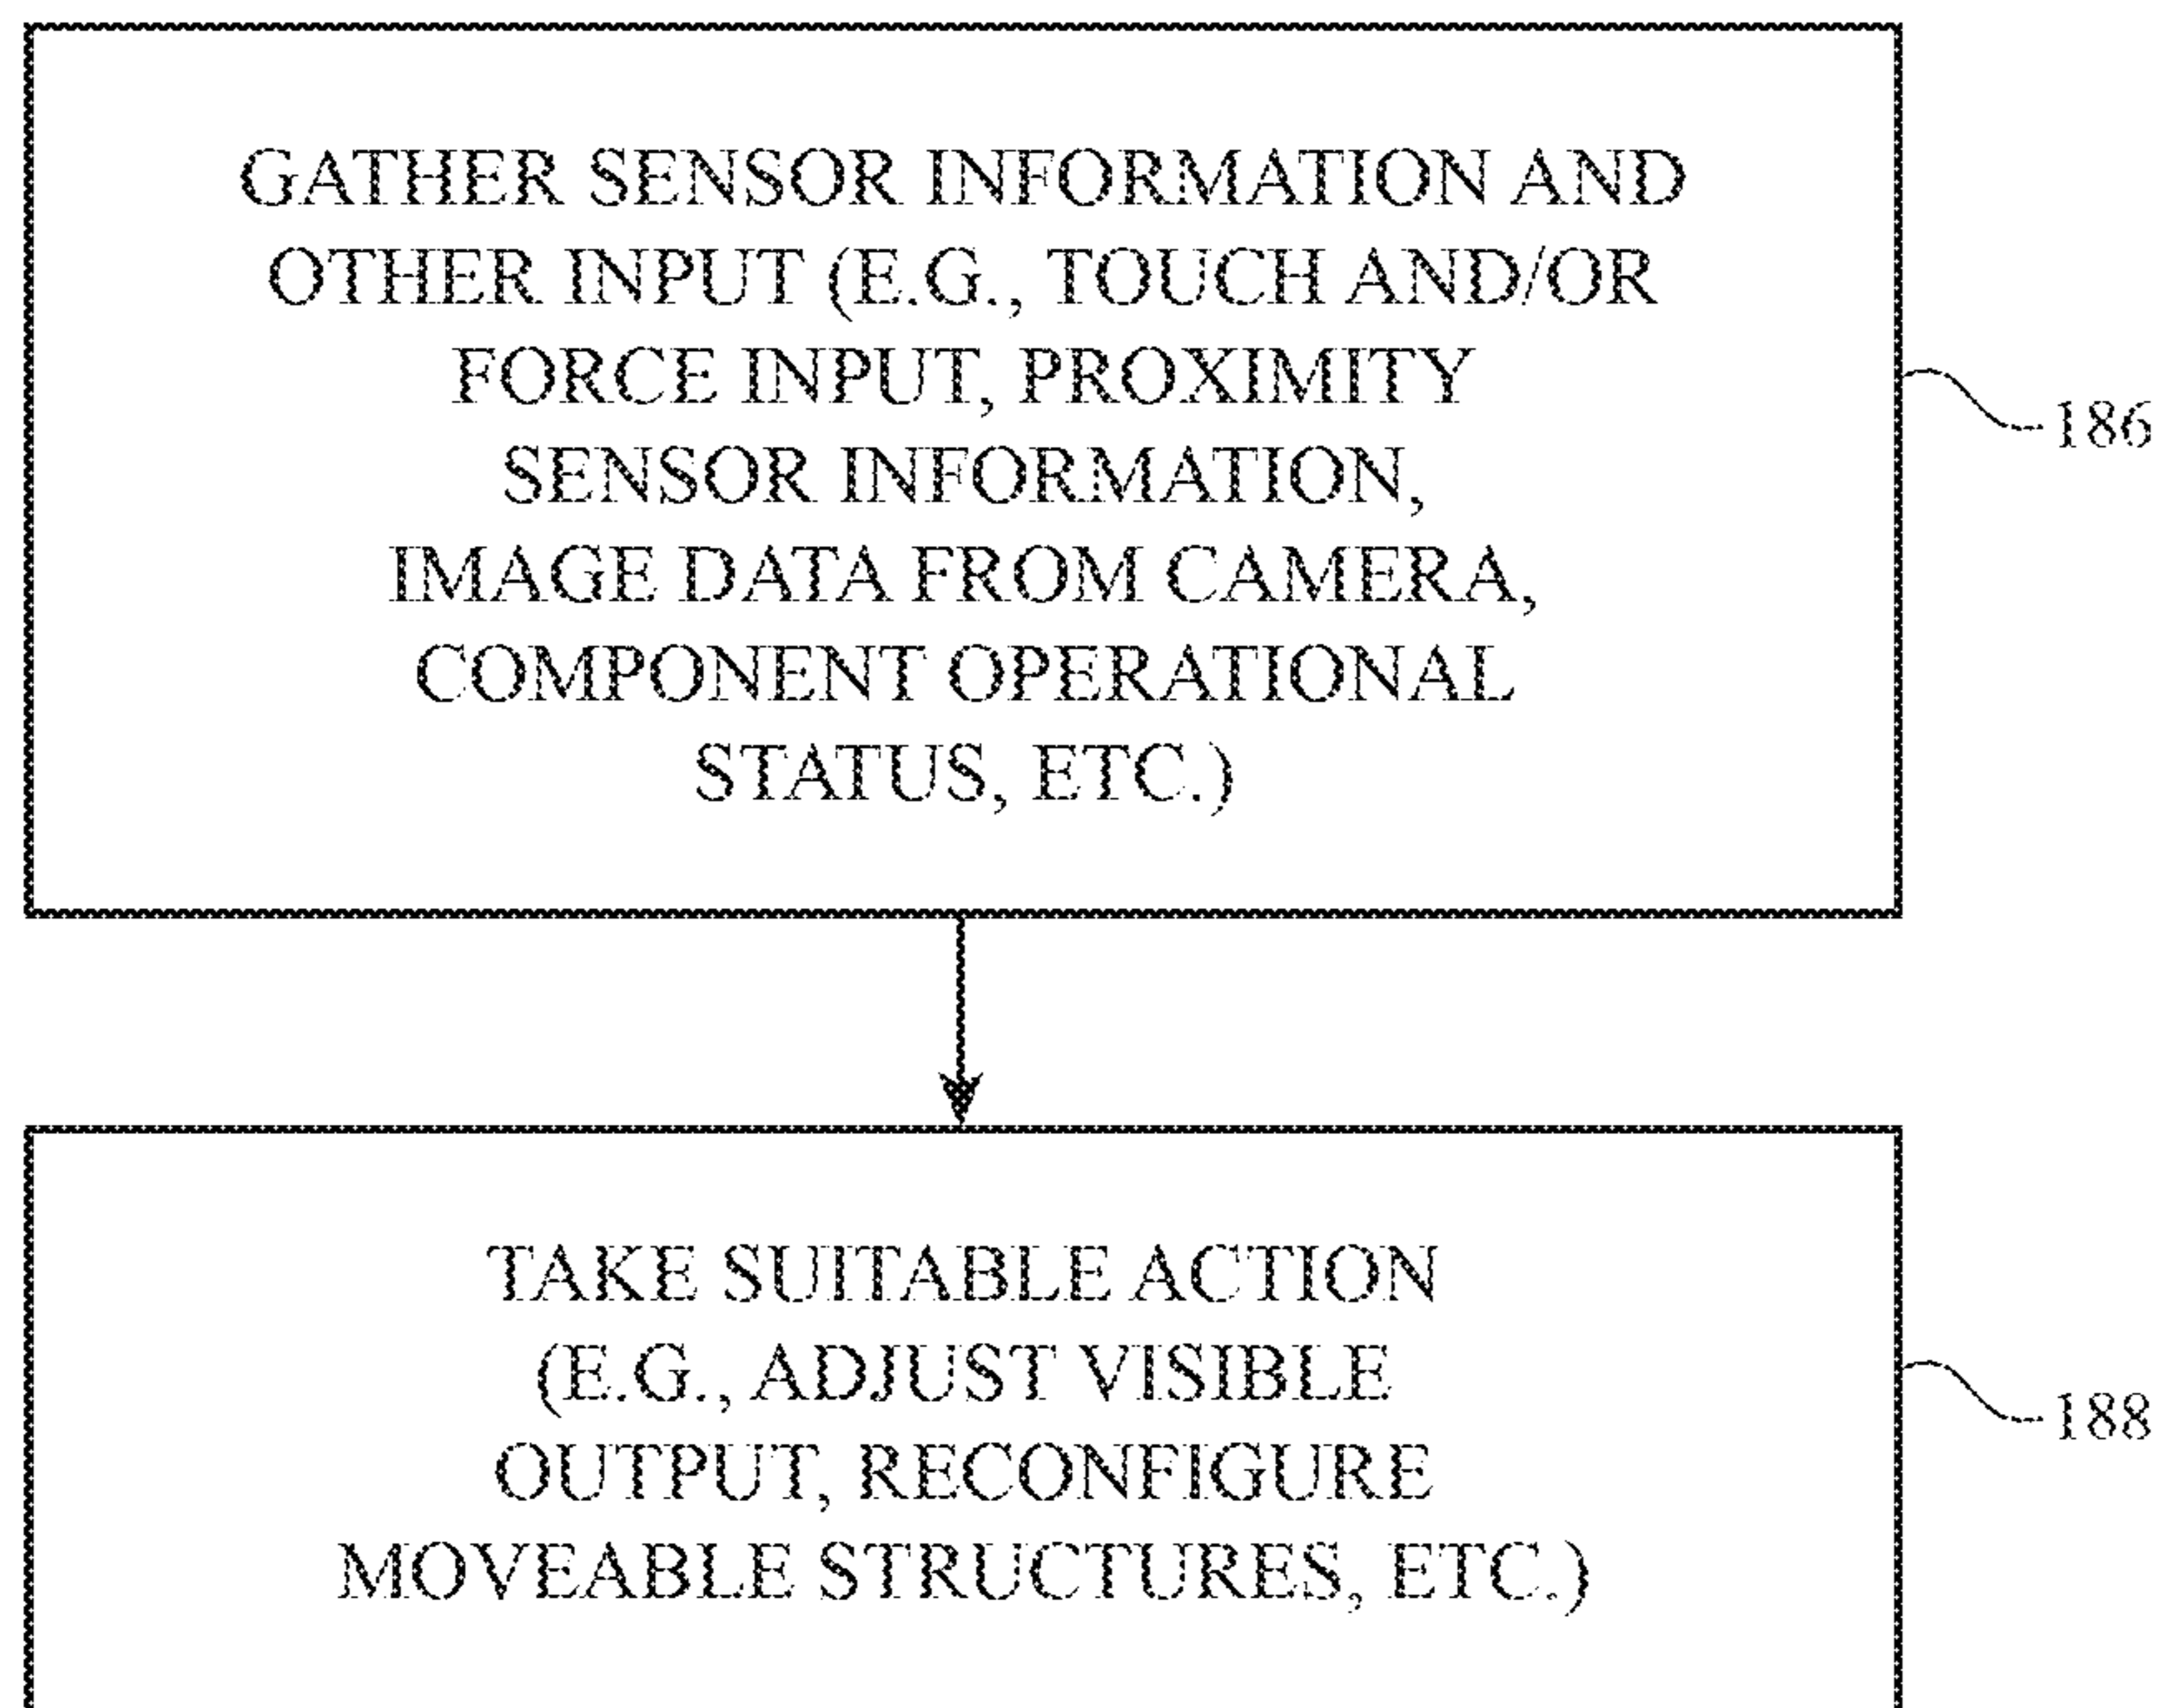 GATHER SENSOR INFORMATION AND
OTHER INPUT (E.G., TOUCH AND/OR
FORCE INPUT, PROXIMITY
SENSOR INFORMATION,
IMAGE DATA FROM CAMERA,
COMPONENT OPERATIONAL
STATUS, ETC.)
186
TAKE SUITABLE ACTION
(E.G., ADJUST VISIBLE
OUTPUT, RECONFIGURE
MOVEABLE STRUCTURES, ETC.)
188